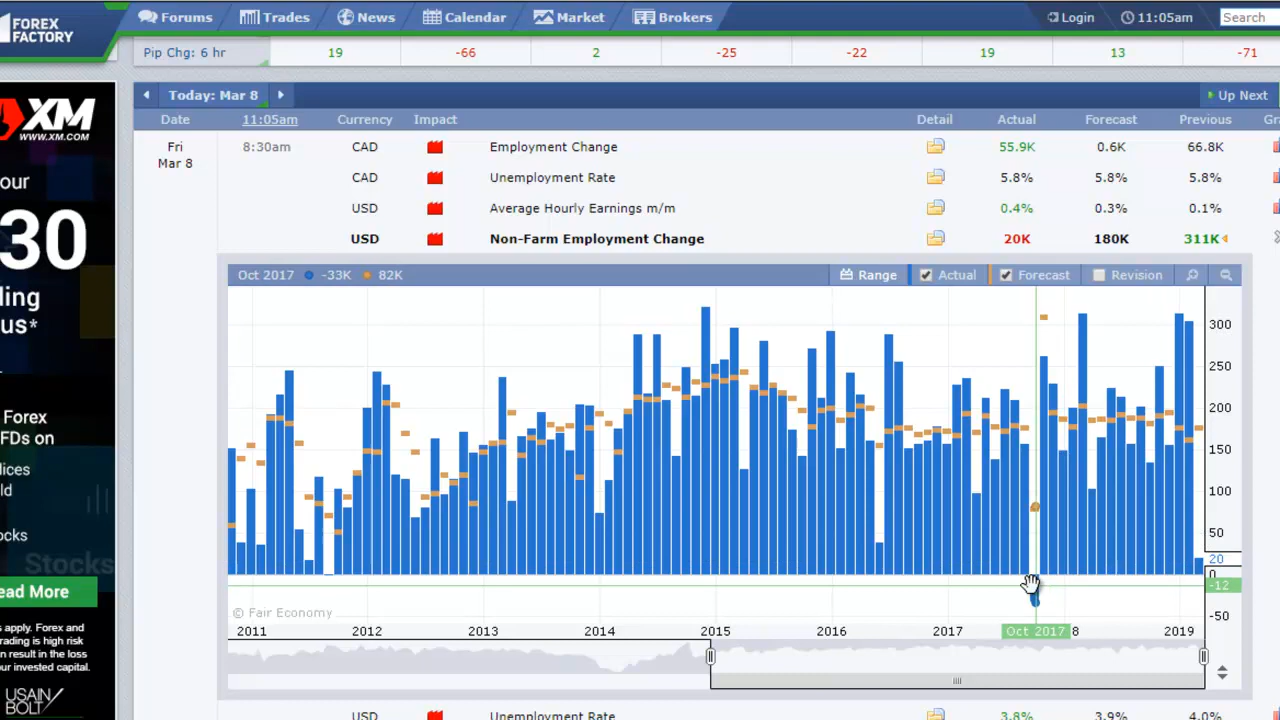 FOREX
FACTORY
Forums
Trades
News
Calendar
Market
Brokers
Login
11:05am
Search
Pip Chg: 6 hr 19 -66 2 -25 -22 19 13 -71
Today: Mar 8
Up Next
Date 11:05am Currency Impact Detail Actual Forecast Previous Gra
Fri 8:30am CAD Employment Change 55.9K 0.6K 66.8K
Mar 8
CAD Unemployment Rate 5.8% 5.8% 5.8%
USD Average Hourly Earnings m/m 0.4% 0.3% 0.1%
USD Non-Farm Employment Change 20K 180K 311K
Oct 2017 -33K 82K Range Actual Forecast Revision
300
250
200
150
100
50
20
0
-12
-50
© Fair Economy
2011 2012 2013 2014 2015 2016 2017 Oct 2017 8 2019
USD Unemployment Rate 3.8% 3.9% 4.0%
XM
WWW.XM.COM
our
30
ling
us*
Forex
FDs on
dices
ld
ocks
Stocks
ead More
s apply. Forex and
rading is high risk
n result in the loss
our invested capital.
USAIN
BOLT